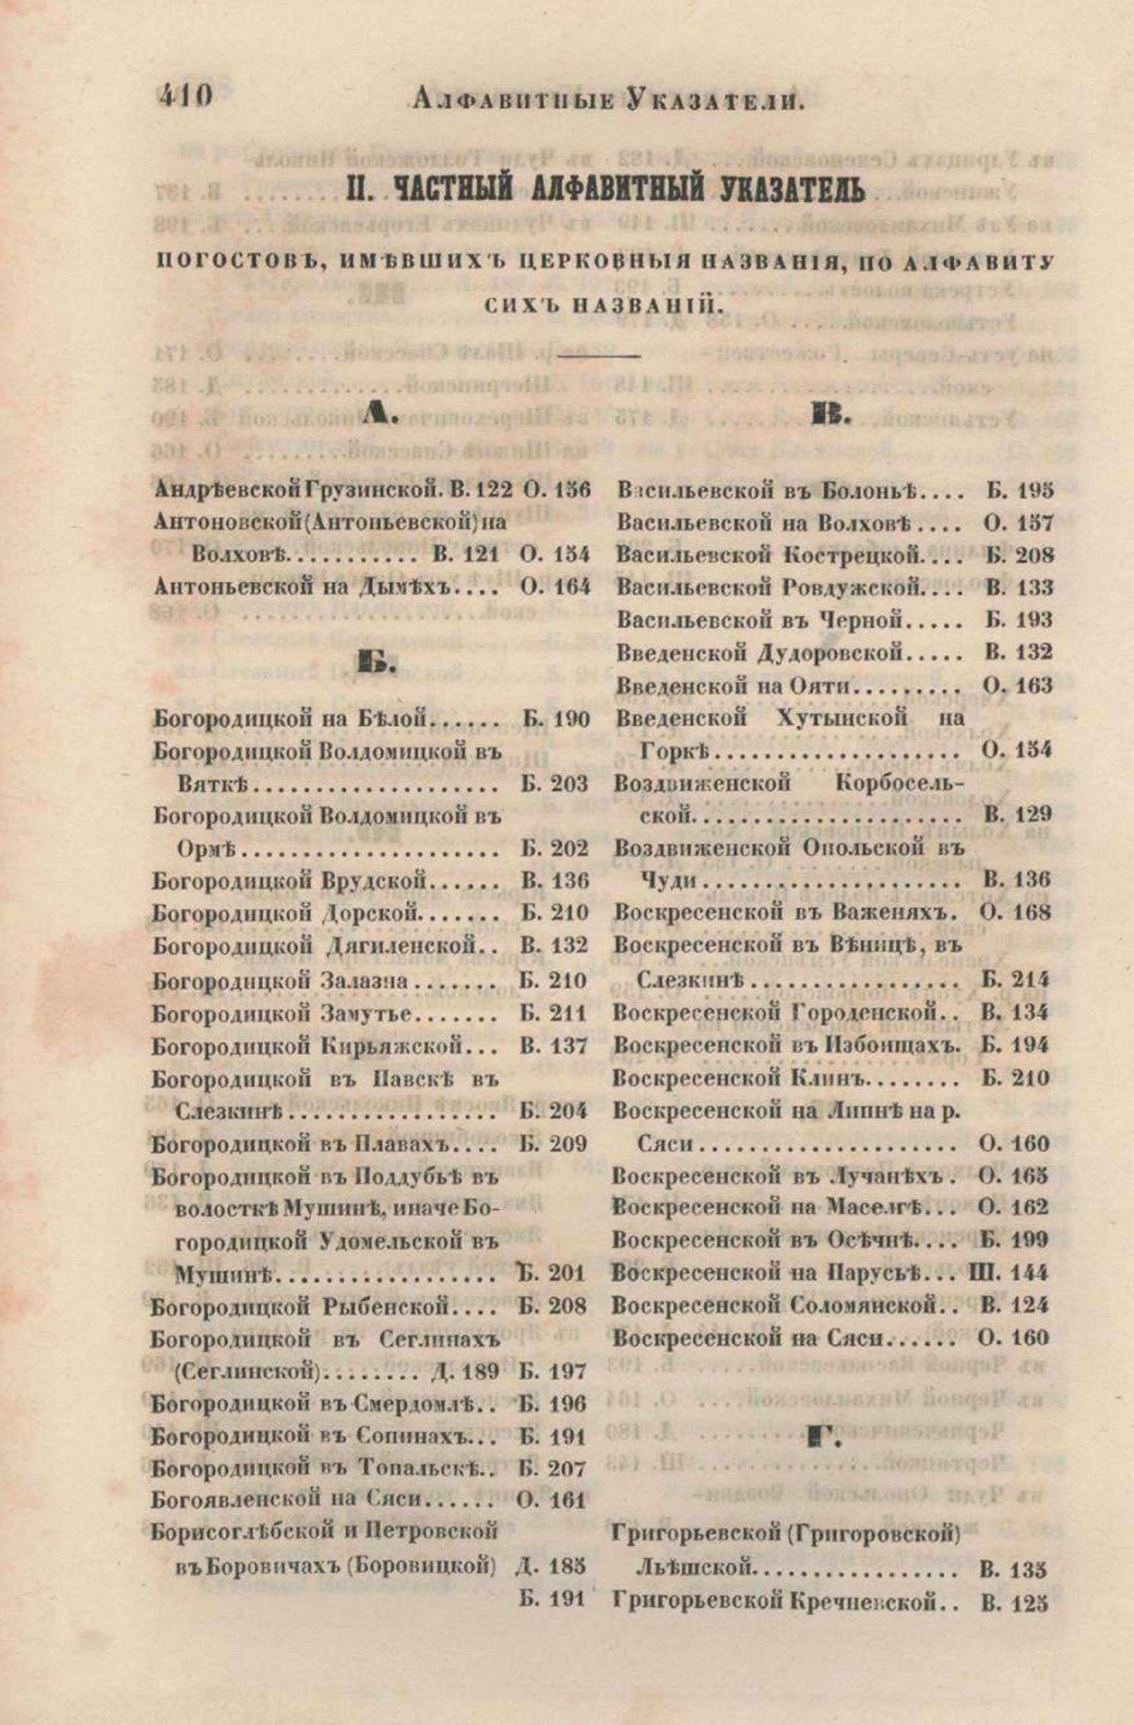 410
Алфавитные Указатели.
II. ЧАСТНЫЙ АЛФАВИТНЫЙ УКАЗАТЕЛЬ
ПОГОСТОВЪ, ИМѢВШИХЪ ЦЕРКОВНЫЯ НАЗВАНІЯ, ПО АЛФАВИТУ
СИХЪ НАЗВАНІЙ.
А.
Андрѣевской Грузинской. В. 122 О. 156
Антоновской (Антоньевской) на
Волховѣ........... В. 121 О. 154
Антоньевской на Дымѣхъ.... О. 164
Б.
Богородицкой на Бѣлой...... Б. 190
Богородицкой Волдомицкой въ
Вяткѣ................... Б. 203
Богородицкой Волдомицкой въ
Ормѣ..................... Б. 202
Богородицкой Врудской...... В. 136
Богородицкой Дорской....... Б. 210
Богородицкой Дягиленской.. В. 132
Богородицкой Залазна....... Б. 210
Богородицкой Замутье....... Б. 211
Богородицкой Кирьяжской... В. 137
Богородицкой въ Павскѣ въ
Слезкинѣ................. Б. 204
Богородицкой въ Плавахъ.... Б. 209
Богородицкой въ Поддубьѣ въ
волосткѣ Мушинѣ, иначе Бо-
городицкой Удомельской въ
Мушинѣ.................. Б. 201
Богородицкой Рыбенской.... Б. 208
Богородицкой въ Сеглинахъ
(Сеглинской)........ Д. 189 Б. 197
Богородицкой въ Смердомлѣ.. Б. 196
Богородицкой въ Сопинахъ... Б. 191
Богородицкой въ Топальскѣ.. Б. 207
Богоявленской на Сяси...... О. 161
Борисоглѣбской и Петровской
въ Боровичахъ (Боровицкой) Д. 185
Б. 191
В.
Васильевской въ Болоньѣ.... Б. 195
Васильевской на Волховѣ.... О. 157
Васильевской Кострецкой.... Б. 208
Васильевской Ровдужской.... В. 133
Васильевской въ Черной..... Б. 193
Введенской Дудоровской..... В. 132
Введенской на Ояти......... О. 163
Введенской Хутынской на
Горкѣ.................... О. 154
Воздвиженской Корбосель-
ской...................... В. 129
Воздвиженской Опольской въ
Чуди..................... В. 136
Воскресенской въ Важеняхъ. О. 168
Воскресенской въ Вѣницѣ, въ
Слезкинѣ................. Б. 214
Воскресенской Городенской.. В. 134
Воскресенской въ Избоищахъ. Б. 194
Воскресенской Клинъ........ Б. 210
Воскресенской на Липнѣ на р.
Сяси..................... О. 160
Воскресенской въ Лучанѣхъ. О. 165
Воскресенской на Маселгѣ... О. 162
Воскресенской въ Осѣчнѣ.... Б. 199
Воскресенской на Парусьѣ... Ш. 144
Воскресенской Соломянской.. В. 124
Воскресенской на Сяси...... О. 160
Г.
Григорьевской (Григоровской)
Льѣшской................. В. 135
Григорьевской Кречневской.. В. 125